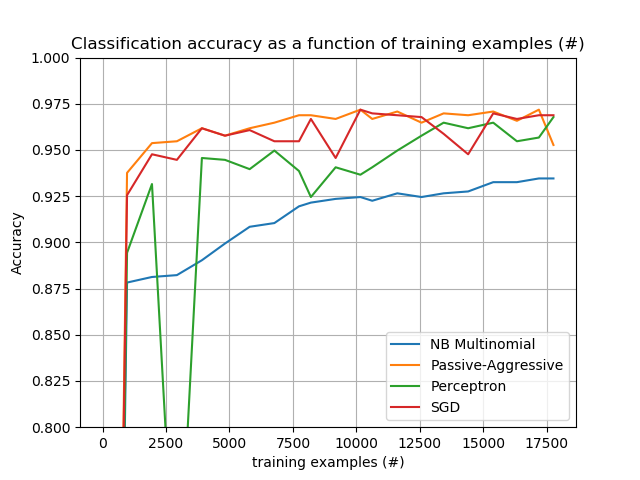 Classification accuracy as a function of training examples (#)
1.000
0.975
0.950
0.925
0.900
0.875
0.850
0.825
0.800
Accuracy
NB Multinomial
Passive-Aggressive
Perceptron
SGD
0
2500
5000
7500
10000
12500
15000
17500
training examples (#)